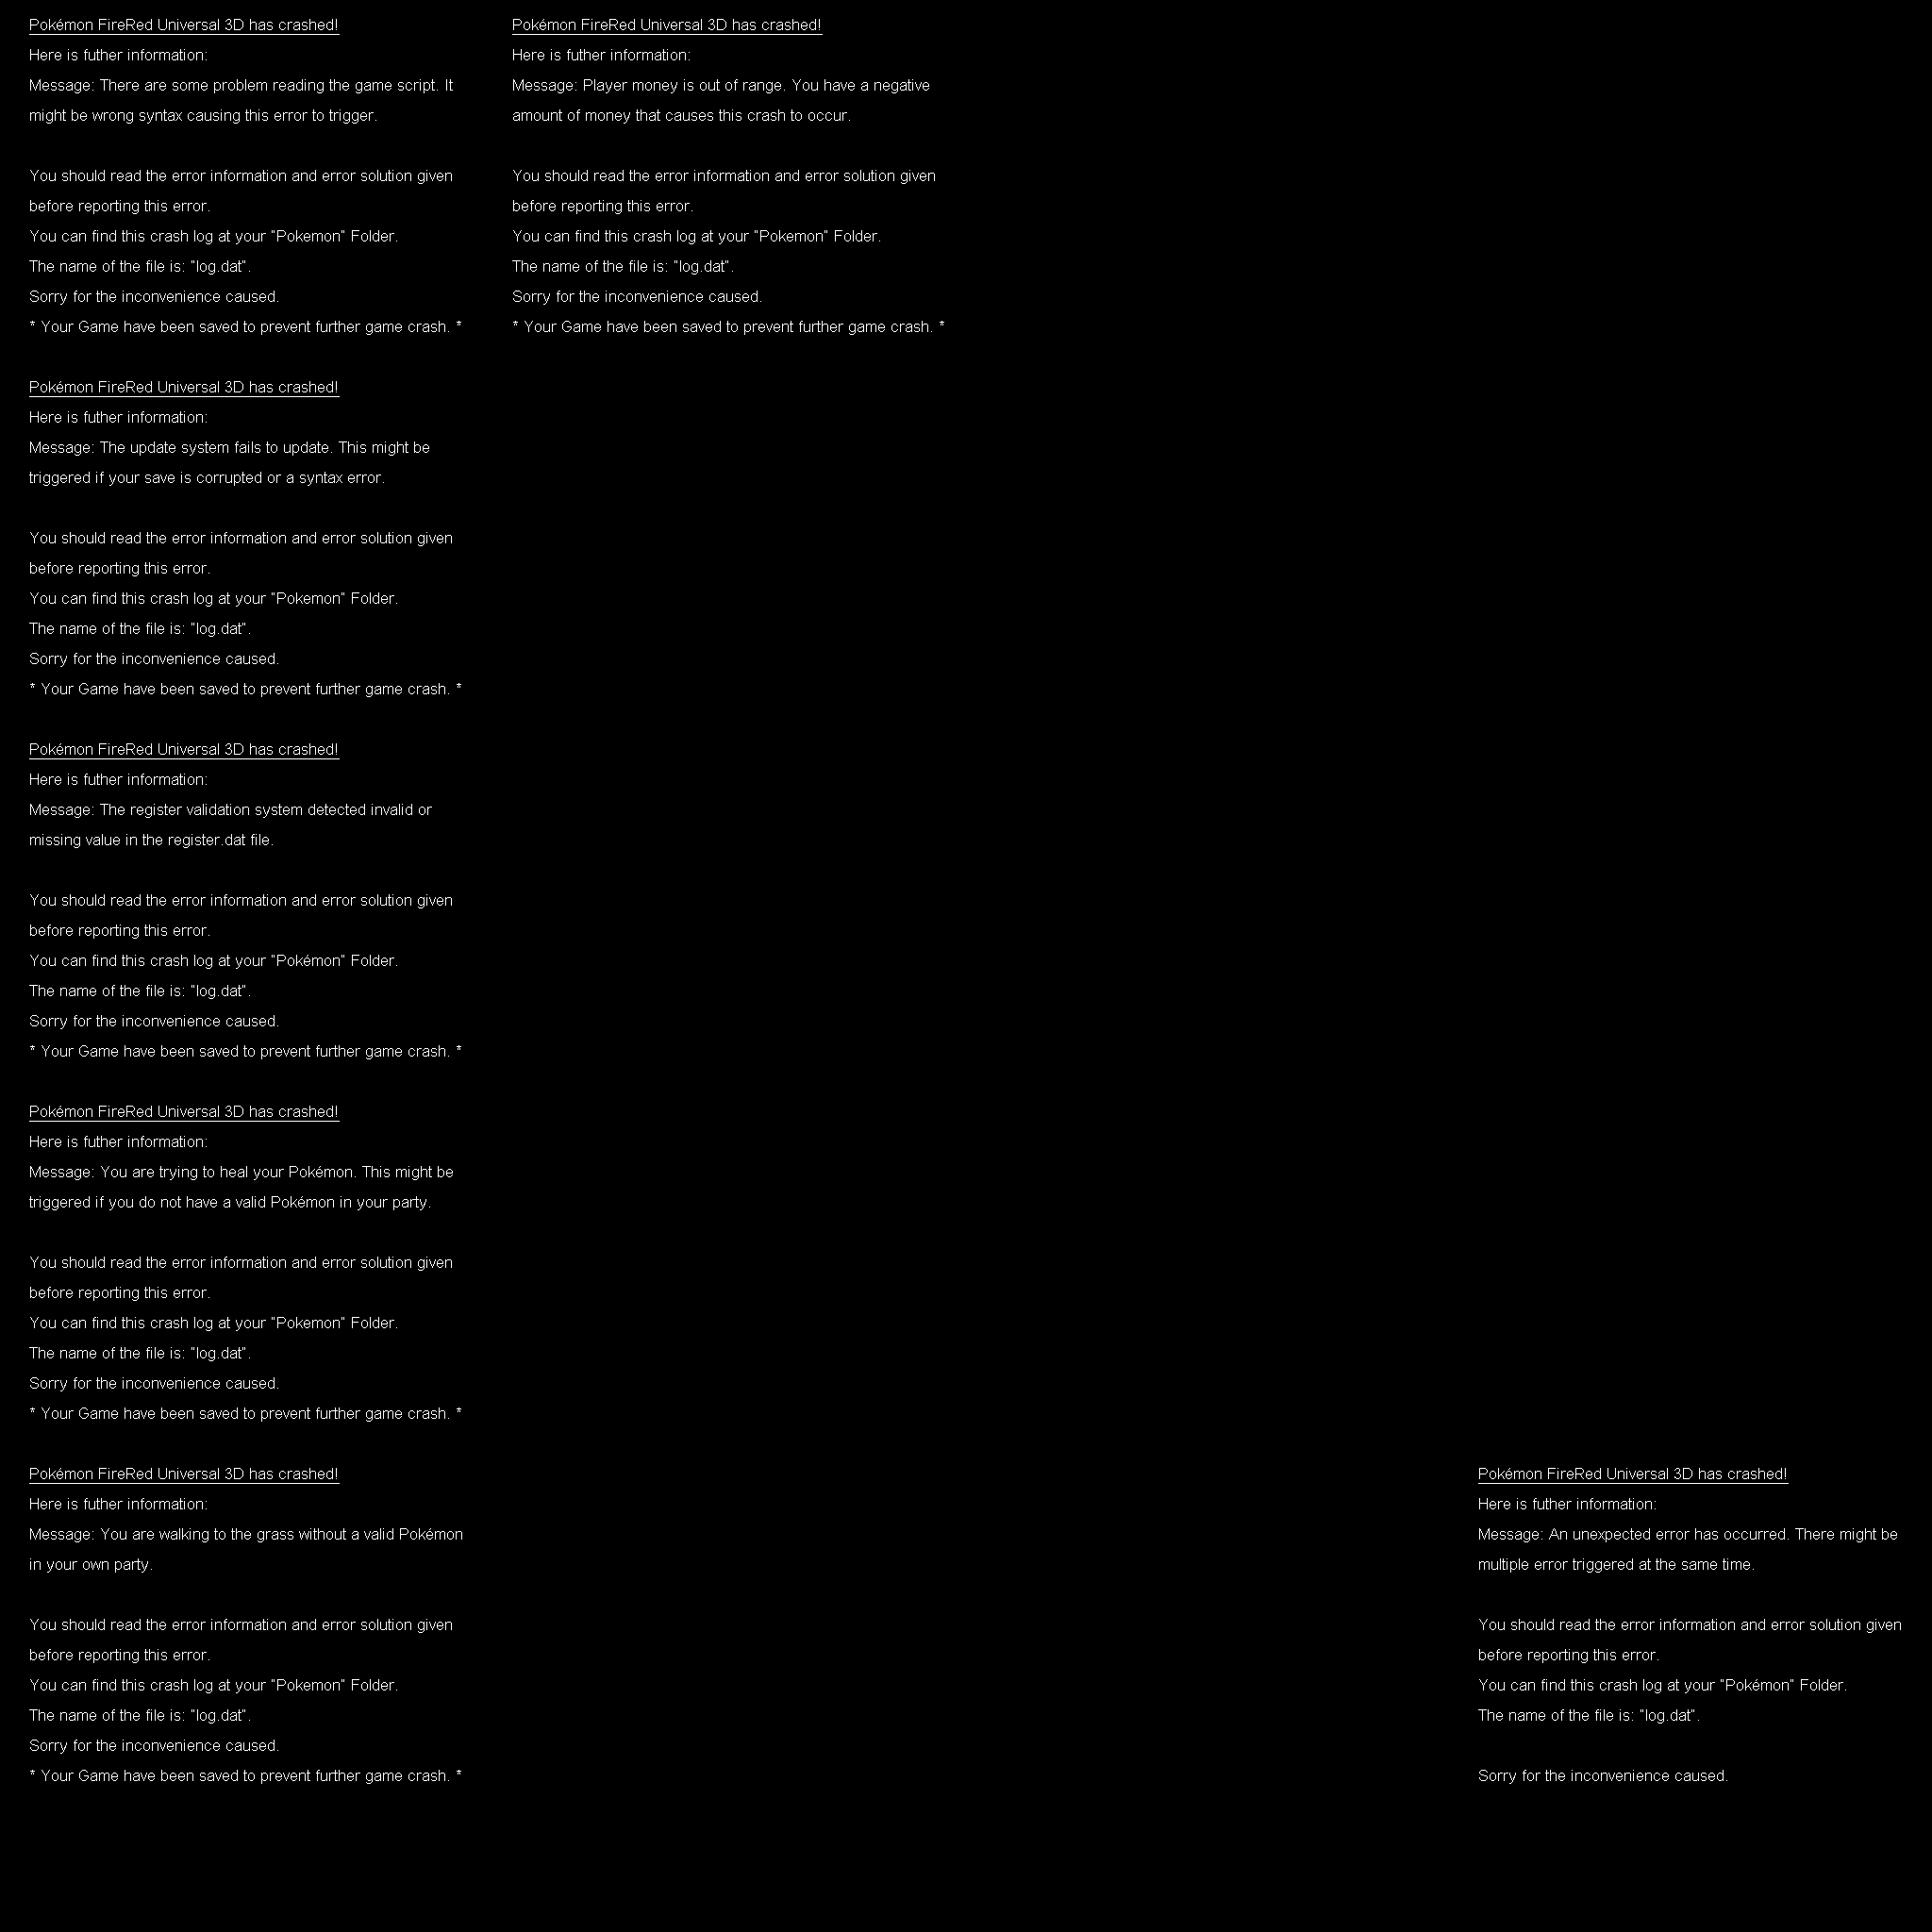 Pokémon FireRed Universal 3D has crashed!
Here is futher information:
Message: There are some problem reading the game script. It
might be wrong syntax causing this error to trigger.
You should read the error information and error solution given
before reporting this error.
You can find this crash log at your "Pokemon" Folder.
The name of the file is: "log.dat".
Sorry for the inconvenience caused.
* Your Game have been saved to prevent further game crash. *
Pokémon FireRed Universal 3D has crashed!
Here is futher information:
Message: Player money is out of range. You have a negative
amount of money that causes this crash to occur.
You should read the error information and error solution given
before reporting this error.
You can find this crash log at your "Pokemon" Folder.
The name of the file is: "log.dat".
Sorry for the inconvenience caused.
* Your Game have been saved to prevent further game crash. *
Pokémon FireRed Universal 3D has crashed!
Here is futher information:
Message: The update system fails to update. This might be
triggered if your save is corrupted or a syntax error.
You should read the error information and error solution given
before reporting this error.
You can find this crash log at your "Pokemon" Folder.
The name of the file is: "log.dat".
Sorry for the inconvenience caused.
* Your Game have been saved to prevent further game crash. *
Pokémon FireRed Universal 3D has crashed!
Here is futher information:
Message: The register validation system detected invalid or
missing value in the register.dat file.
You should read the error information and error solution given
before reporting this error.
You can find this crash log at your "Pokémon" Folder.
The name of the file is: "log.dat".
Sorry for the inconvenience caused.
* Your Game have been saved to prevent further game crash. *
Pokémon FireRed Universal 3D has crashed!
Here is futher information:
Message: You are trying to heal your Pokémon. This might be
triggered if you do not have a valid Pokémon in your party.
You should read the error information and error solution given
before reporting this error.
You can find this crash log at your "Pokemon" Folder.
The name of the file is: "log.dat".
Sorry for the inconvenience caused.
* Your Game have been saved to prevent further game crash. *
Pokémon FireRed Universal 3D has crashed!
Here is futher information:
Message: You are walking to the grass without a valid Pokémon
in your own party.
You should read the error information and error solution given
before reporting this error.
You can find this crash log at your "Pokemon" Folder.
The name of the file is: "log.dat".
Sorry for the inconvenience caused.
* Your Game have been saved to prevent further game crash. *
Pokémon FireRed Universal 3D has crashed!
Here is futher information:
Message: An unexpected error has occurred. There might be
multiple error triggered at the same time.
You should read the error information and error solution given
before reporting this error.
You can find this crash log at your "Pokémon" Folder.
The name of the file is: "log.dat".
Sorry for the inconvenience caused.